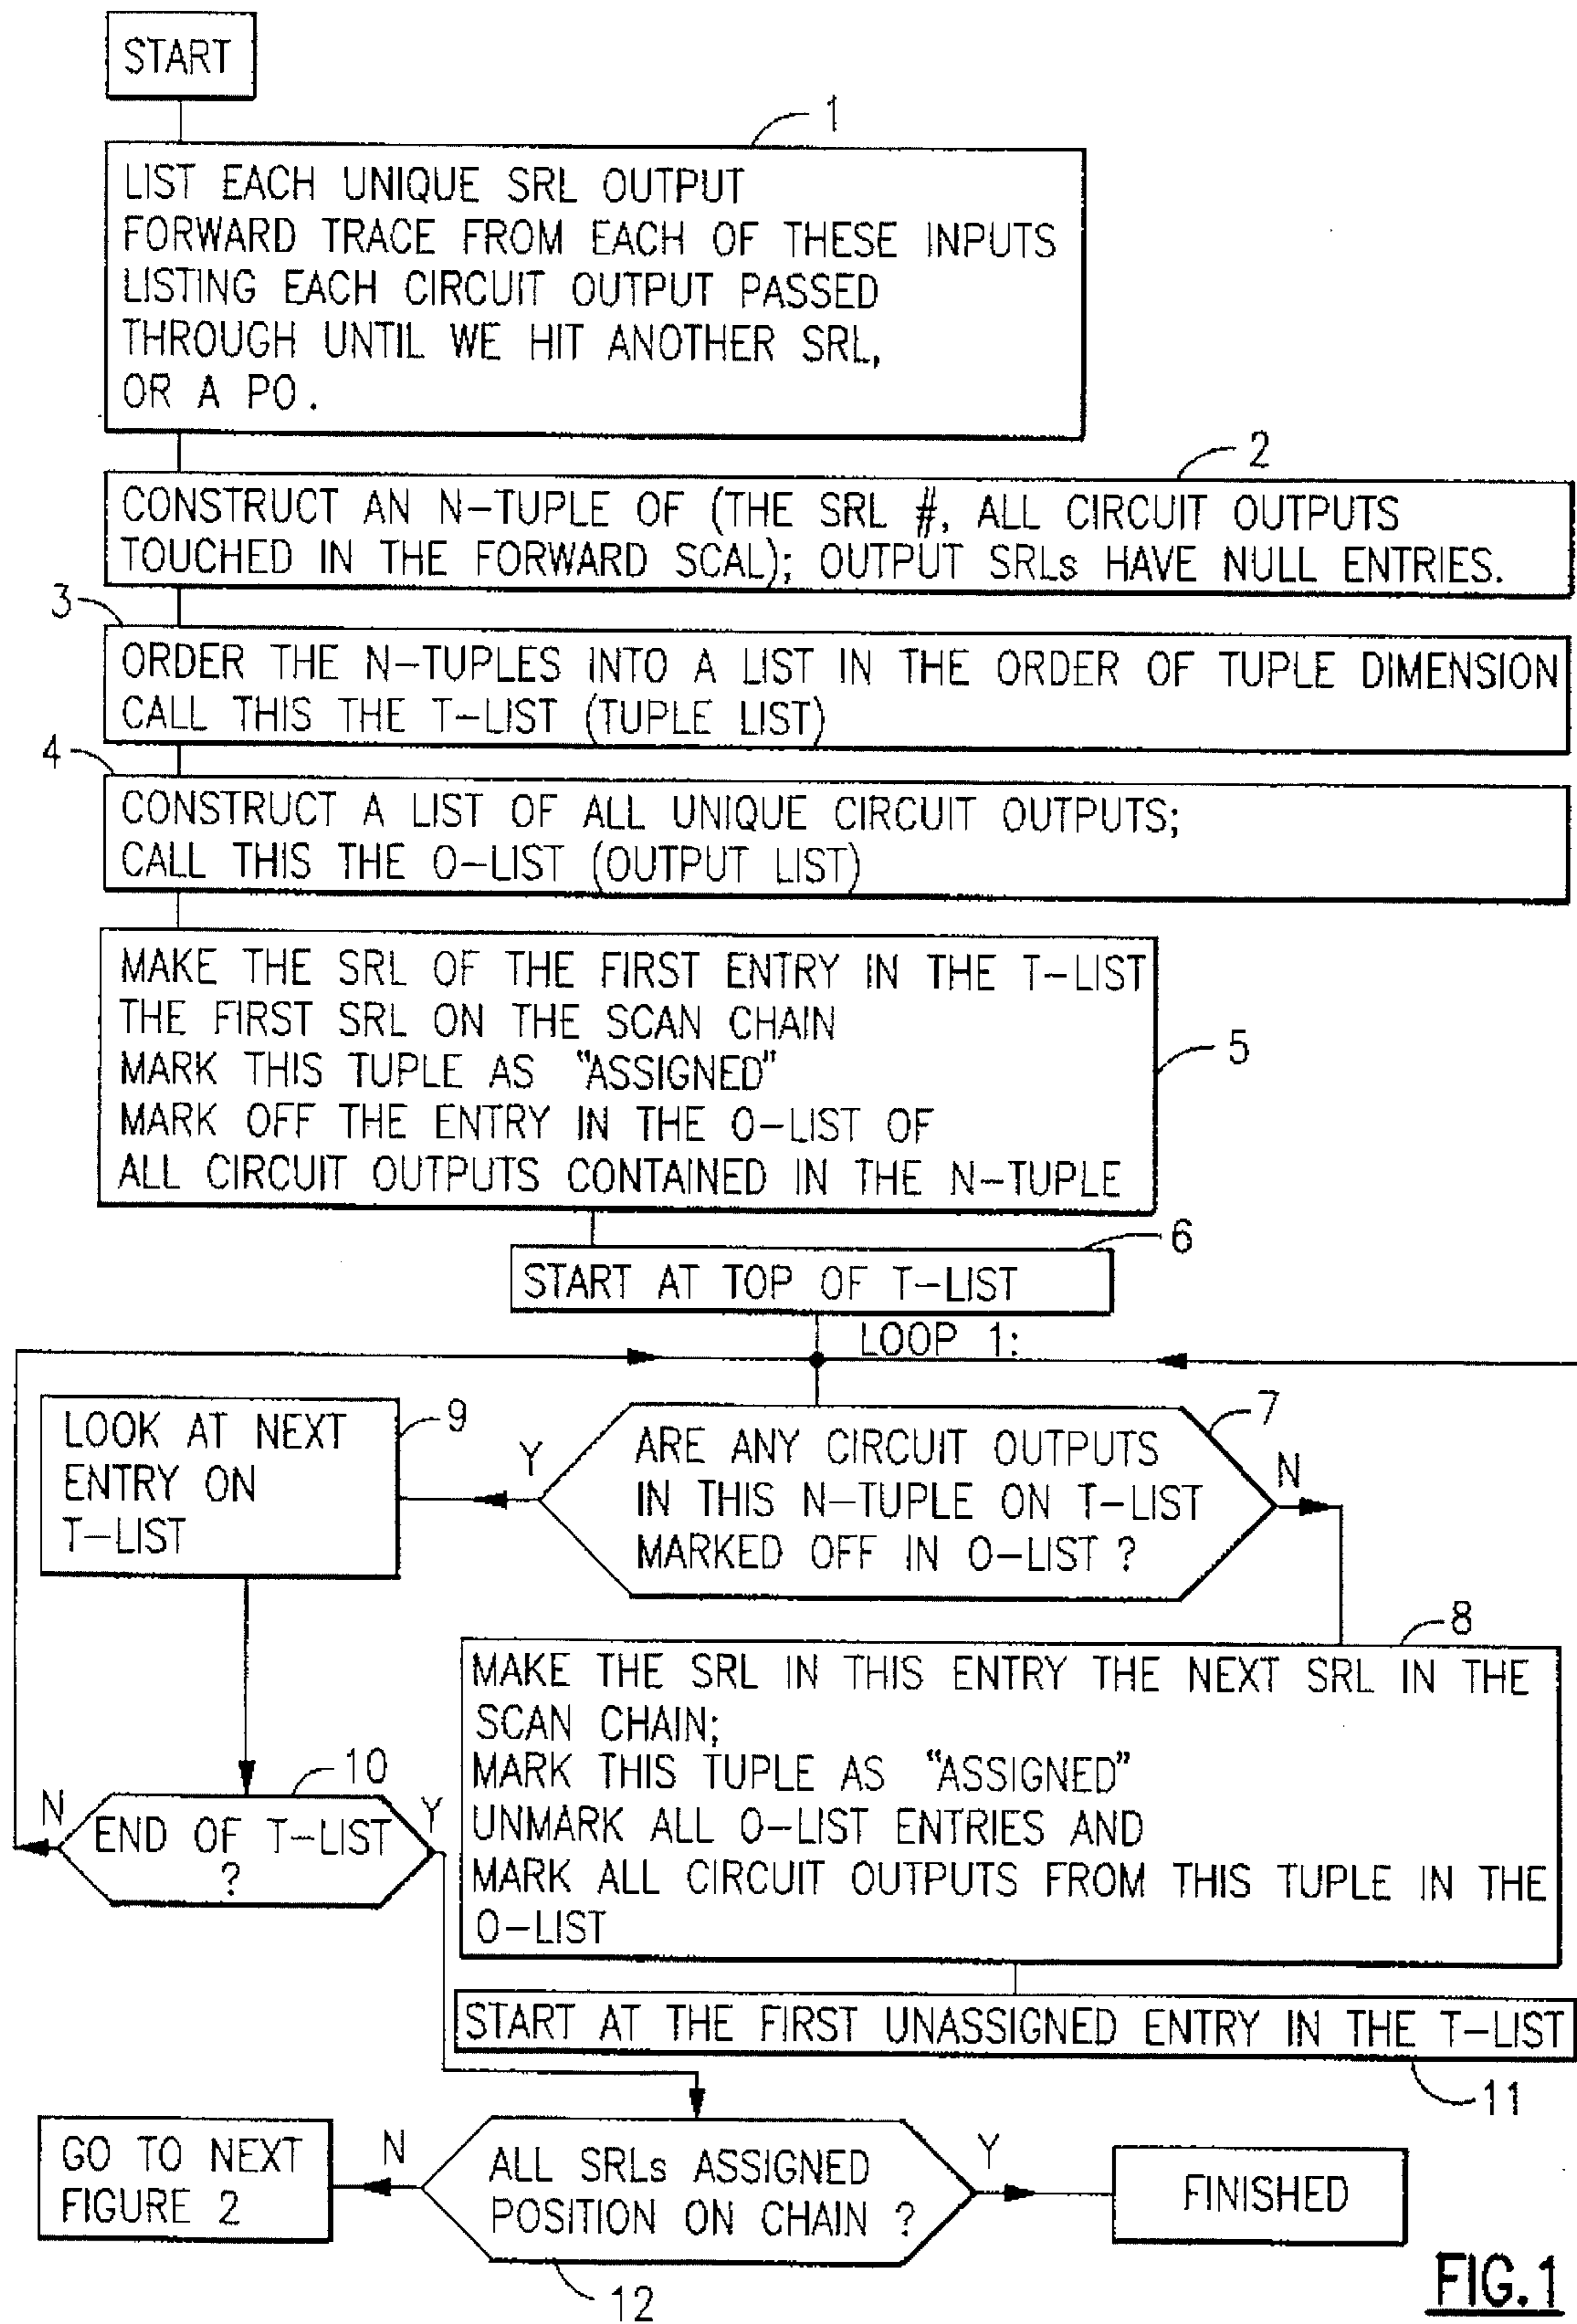 START
1
LIST EACH UNIQUE SRL OUTPUT
FORWARD TRACE FROM EACH OF THESE INPUTS
LISTING EACH CIRCUIT OUTPUT PASSED
THROUGH UNTIL WE HIT ANOTHER SRL,
OR A PO.
2
CONSTRUCT AN N-TUPLE OF (THE SRL #, ALL CIRCUIT OUTPUTS
TOUCHED IN THE FORWARD SCAL); OUTPUT SRLs HAVE NULL ENTRIES.
3
ORDER THE N-TUPLES INTO A LIST IN THE ORDER OF TUPLE DIMENSION
CALL THIS THE T-LIST (TUPLE LIST)
4
CONSTRUCT A LIST OF ALL UNIQUE CIRCUIT OUTPUTS;
CALL THIS THE O-LIST (OUTPUT LIST)
MAKE THE SRL OF THE FIRST ENTRY IN THE T-LIST
THE FIRST SRL ON THE SCAN CHAIN
MARK THIS TUPLE AS "ASSIGNED"
MARK OFF THE ENTRY IN THE O-LIST OF
ALL CIRCUIT OUTPUTS CONTAINED IN THE N-TUPLE
5
6
START AT TOP OF T-LIST
LOOP 1:
7
ARE ANY CIRCUIT OUTPUTS
IN THIS N-TUPLE ON T-LIST
MARKED OFF IN O-LIST ?
Y
N
9
LOOK AT NEXT
ENTRY ON
T-LIST
8
MAKE THE SRL IN THIS ENTRY THE NEXT SRL IN THE
SCAN CHAIN;
MARK THIS TUPLE AS "ASSIGNED"
UNMARK ALL O-LIST ENTRIES AND
MARK ALL CIRCUIT OUTPUTS FROM THIS TUPLE IN THE
O-LIST
10
N
Y
END OF T-LIST
?
START AT THE FIRST UNASSIGNED ENTRY IN THE T-LIST
11
GO TO NEXT
FIGURE 2
N
ALL SRLs ASSIGNED
POSITION ON CHAIN ?
Y
FINISHED
12
FIG.1